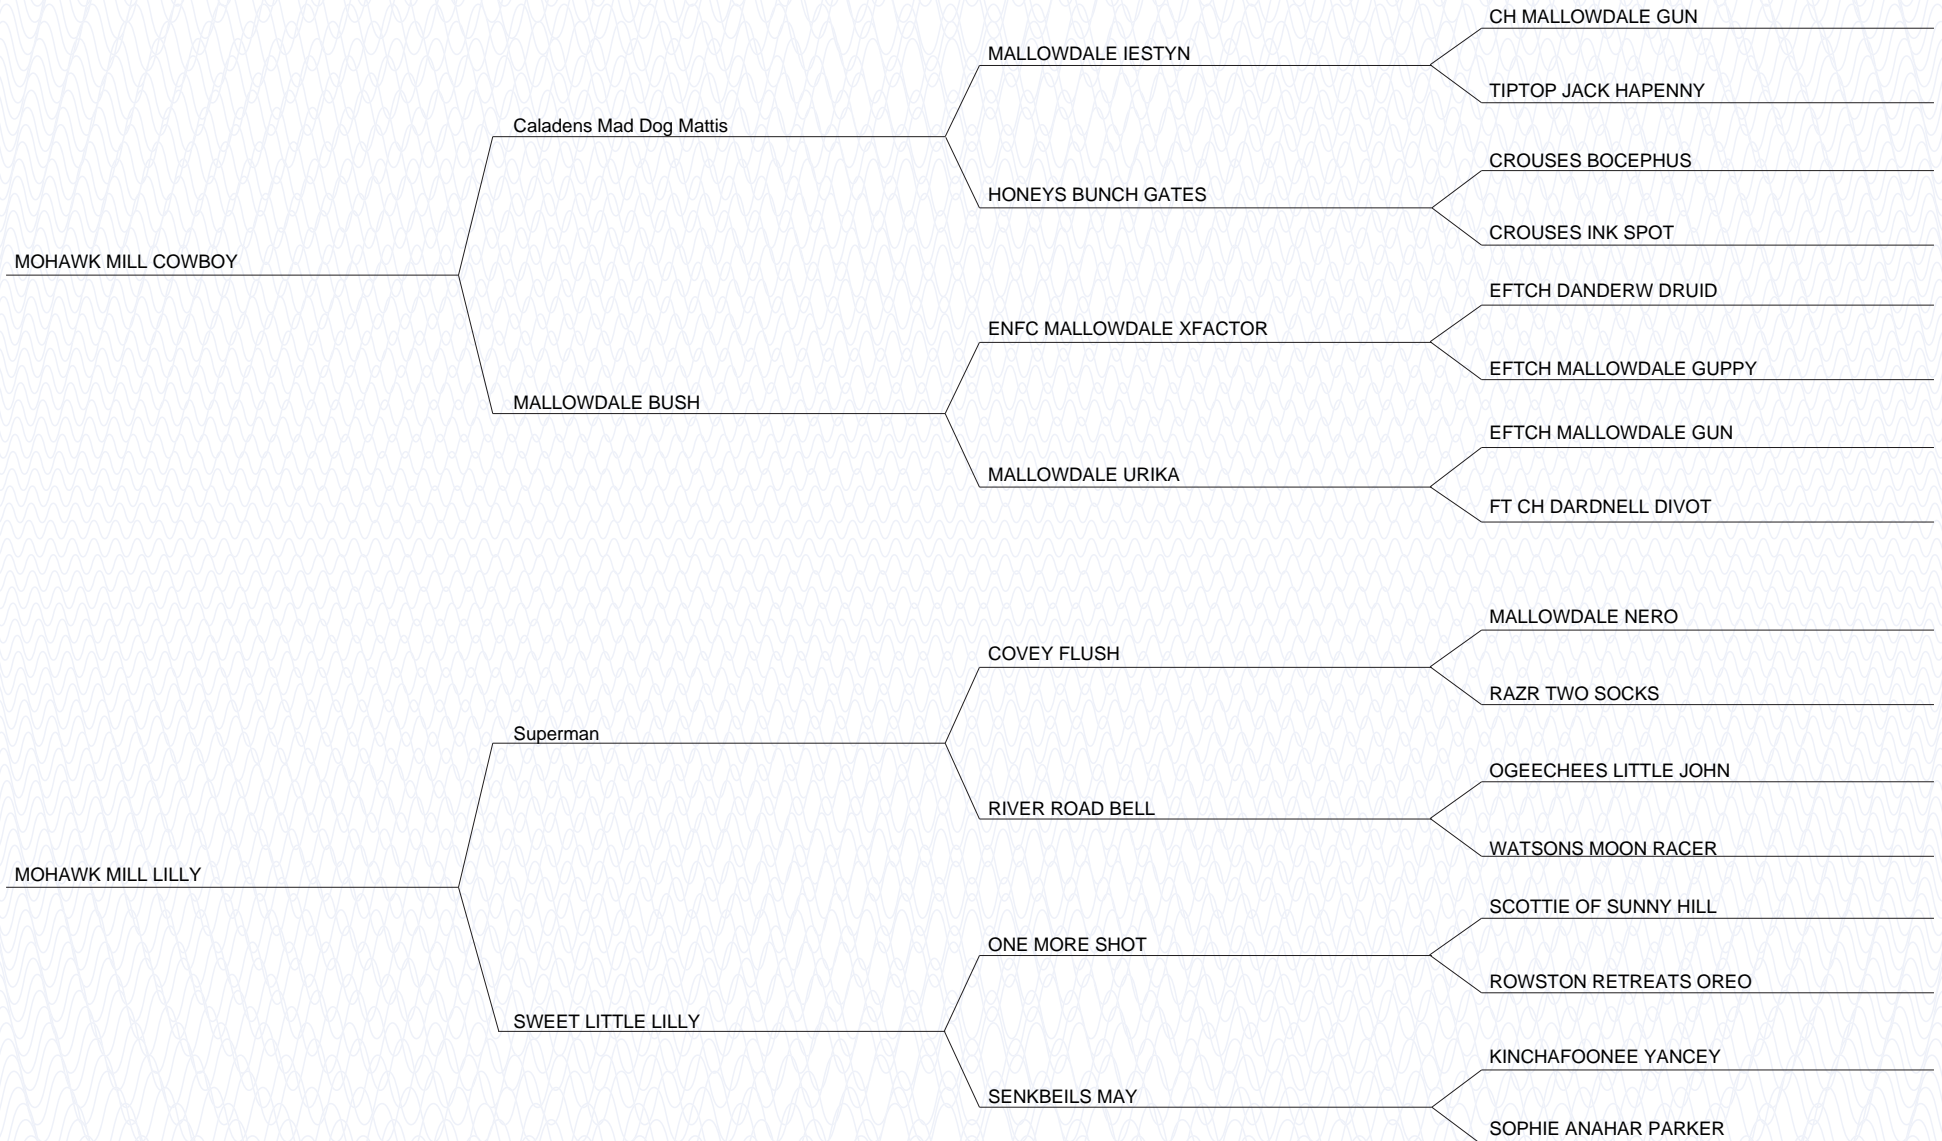 CH MALLOWDALE GUN
MALLOWDALE IESTYN
TIPTOP JACK HAPENNY
Caladens Mad Dog Mattis
CROUSES BOCEPHUS
HONEYS BUNCH GATES
CROUSES INK SPOT
MOHAWK MILL COWBOY
EFTCH DANDERW DRUID
ENFC MALLOWDALE XFACTOR
EFTCH MALLOWDALE GUPPY
MALLOWDALE BUSH
EFTCH MALLOWDALE GUN
MALLOWDALE URIKA
FT CH DARDNELL DIVOT
MALLOWDALE NERO
COVEY FLUSH
RAZR TWO SOCKS
Superman
OGEECHEES LITTLE JOHN
RIVER ROAD BELL
WATSONS MOON RACER
MOHAWK MILL LILLY
SCOTTIE OF SUNNY HILL
ONE MORE SHOT
ROWSTON RETREATS OREO
SWEET LITTLE LILLY
KINCHAFOONEE YANCEY
SENKBEILS MAY
SOPHIE ANAHAR PARKER